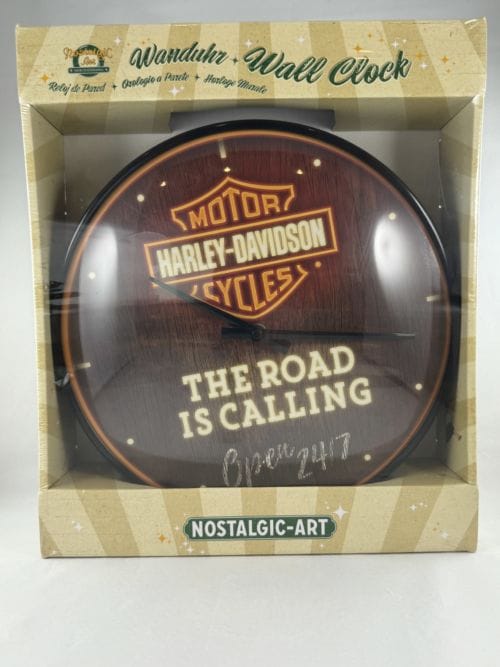 NOSTALGIC
Art
Wanduhr ✦ Wall Clock
Reloj de Pared ✦ Orologio a Parete ✦ Horloge Murale
MOTOR
HARLEY-DAVIDSON
CYCLES
THE ROAD
IS CALLING
Open 24/7
NOSTALGIC-ART